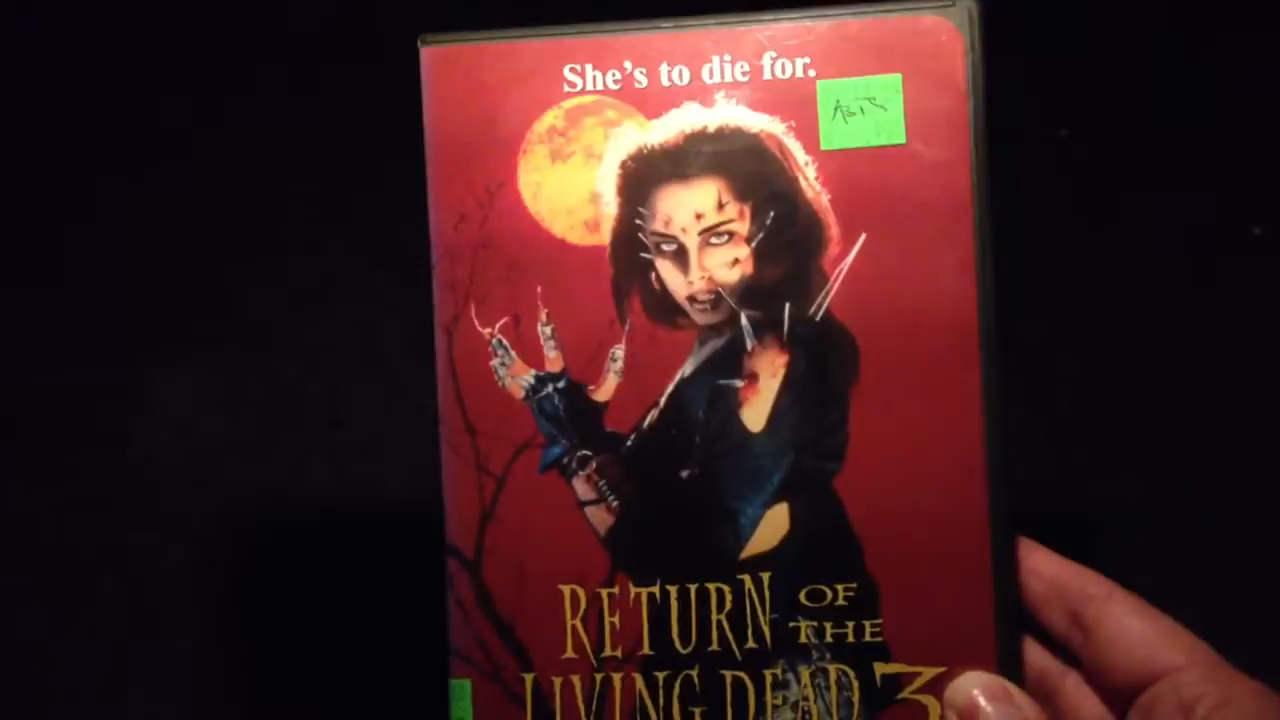 She's to die for.
RETURN OF
THE
LIVING DEAD 3